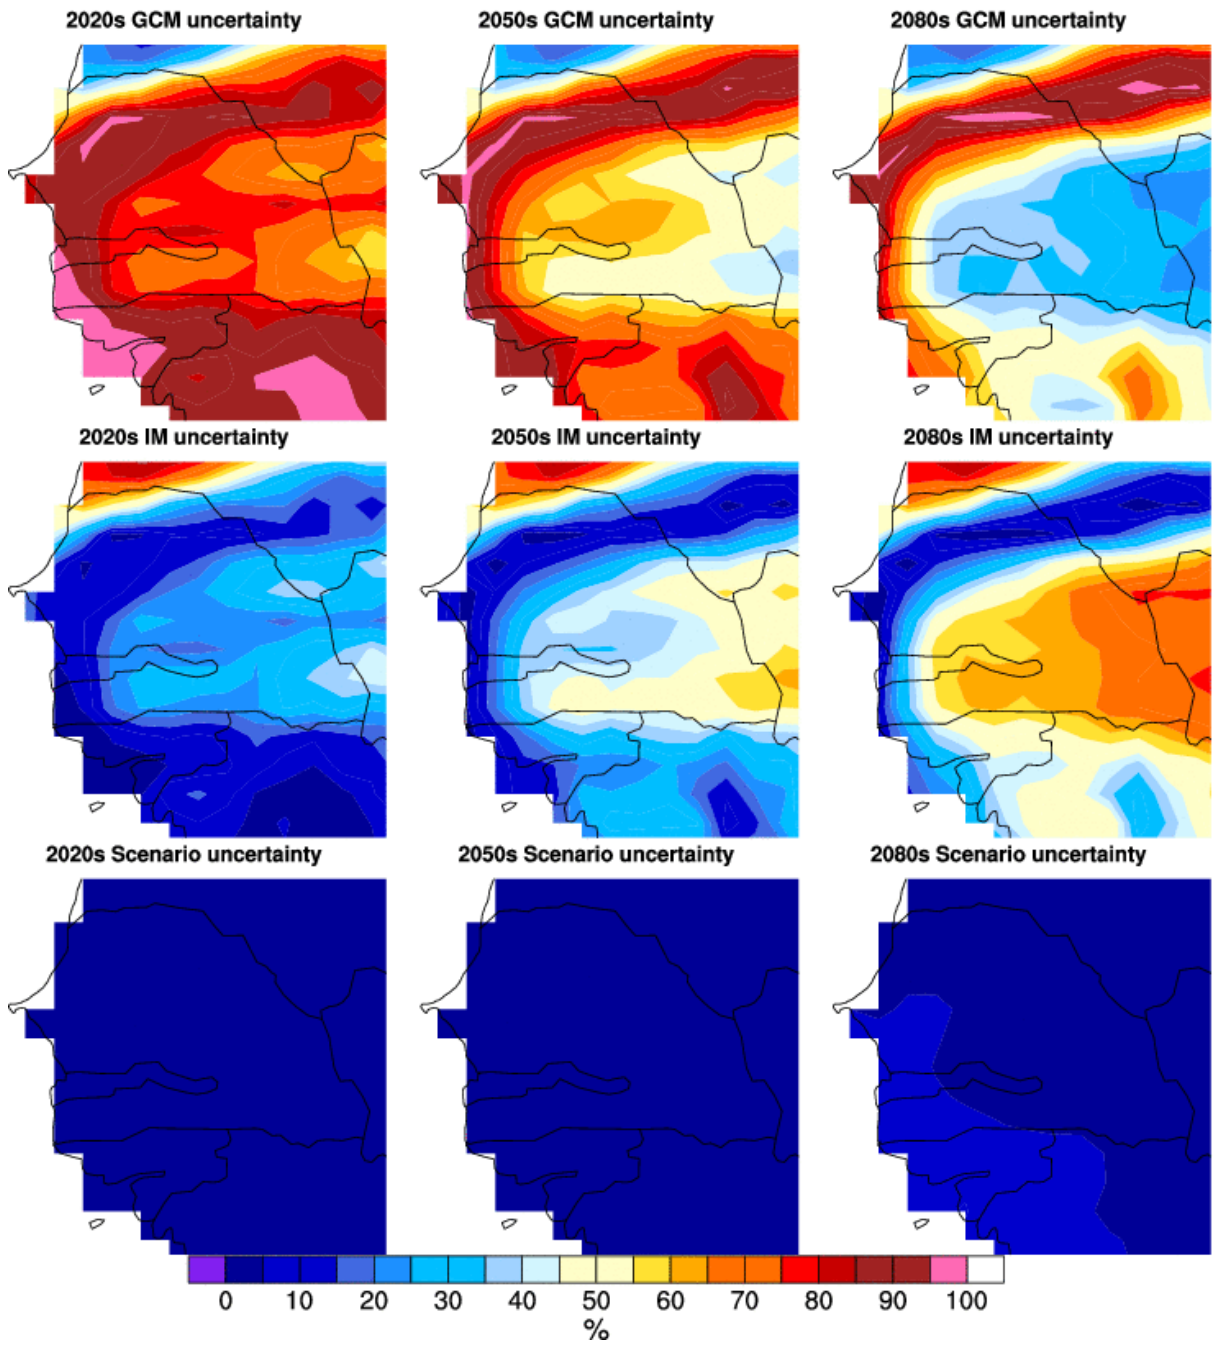 2020s GCM uncertainty
2050s GCM uncertainty
2080s GCM uncertainty
2020s IM uncertainty
2050s IM uncertainty
2080s IM uncertainty
2020s Scenario uncertainty
2050s Scenario uncertainty
2080s Scenario uncertainty
0 10 20 30 40 50 60 70 80 90 100
%